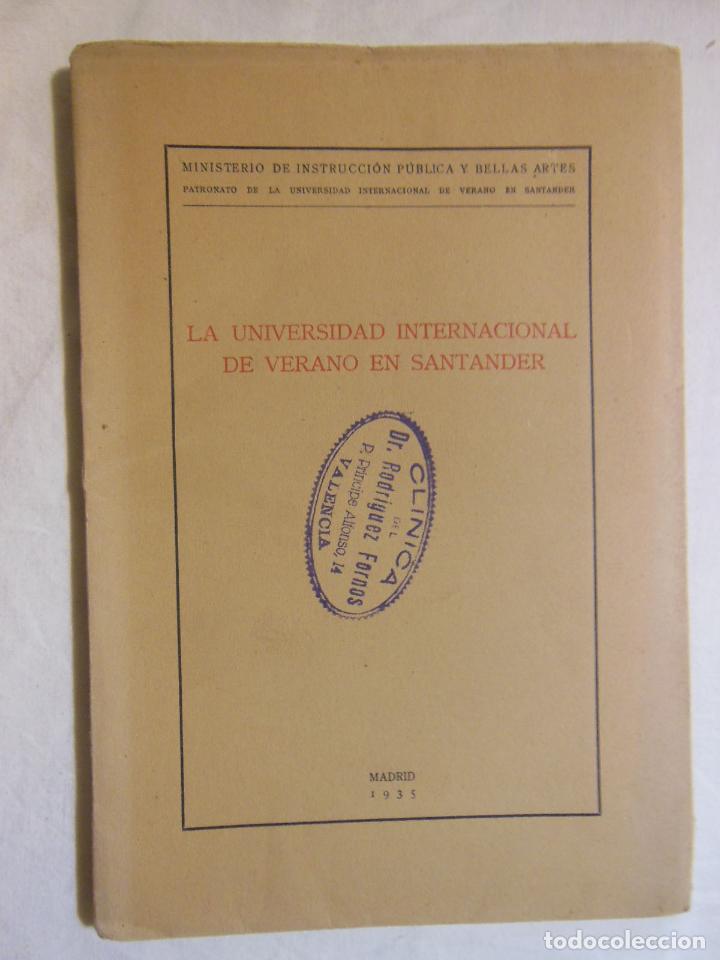 MINISTERIO DE INSTRUCCIÓN PÚBLICA Y BELLAS ARTES
PATRONATO DE LA UNIVERSIDAD INTERNACIONAL DE VERANO EN SANTANDER
LA UNIVERSIDAD INTERNACIONAL
DE VERANO EN SANTANDER
CLINICA
DEL
Dr. Rodriguez Fornos
P. Príncipe Alfonso, 14
VALENCIA
MADRID
1935
todocoleccion